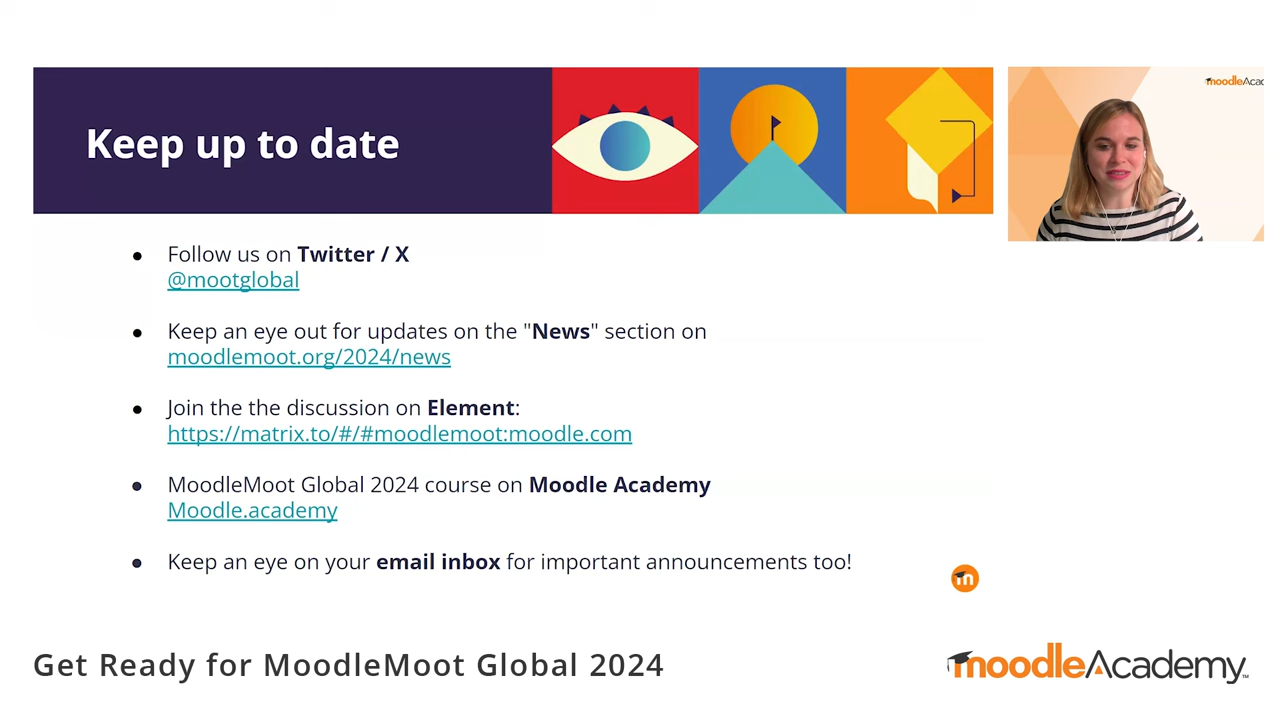 Keep up to date
Follow us on Twitter / X
@mootglobal
Keep an eye out for updates on the "News" section on
moodlemoot.org/2024/news
Join the the discussion on Element:
https://matrix.to/#/#moodlemoot:moodle.com
MoodleMoot Global 2024 course on Moodle Academy
Moodle.academy
Keep an eye on your email inbox for important announcements too!
moodleAcad
m
Get Ready for MoodleMoot Global 2024
moodleAcademy™